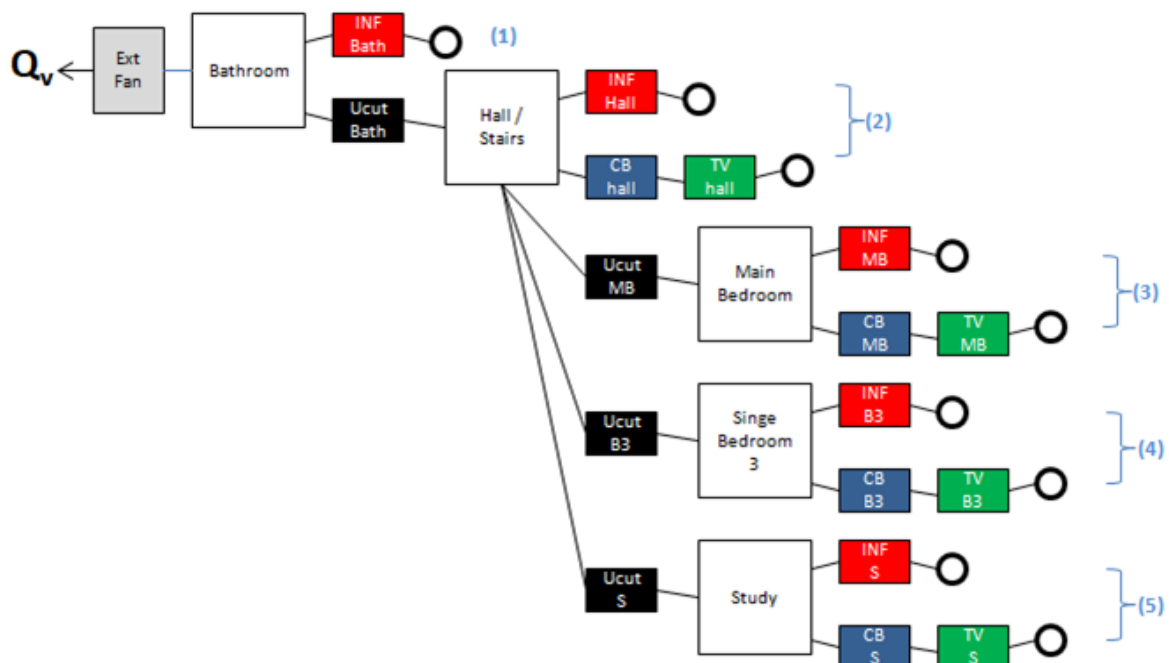 Qv
Ext
Fan
Bathroom
INF
Bath
(1)
Ucut
Bath
Hall /
Stairs
INF
Hall
(2)
CB
hall
TV
hall
Ucut
MB
Main
Bedroom
INF
MB
(3)
CB
MB
TV
MB
Ucut
B3
Singe
Bedroom
3
INF
B3
(4)
CB
B3
TV
B3
Ucut
S
Study
INF
S
(5)
CB
S
TV
S